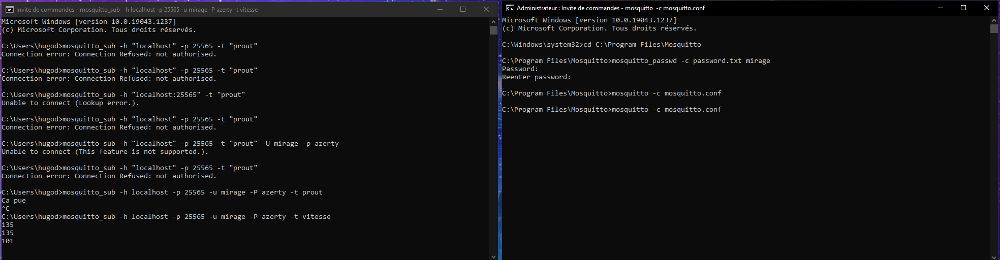 Invite de commandes - mosquitto_sub -h localhost -p 25565 -u mirage -P azerty -t vitesse
Microsoft Windows [version 10.0.19043.1237]
(c) Microsoft Corporation. Tous droits réservés.
C:\Users\hugod>mosquitto_sub -h "localhost" -p 25565 -t "prout"
Connection error: Connection Refused: not authorised.
C:\Users\hugod>mosquitto_sub -h "localhost" -p 25565 -t "prout"
Connection error: Connection Refused: not authorised.
C:\Users\hugod>mosquitto_sub -h "localhost:25565" -t "prout"
Unable to connect (Lookup error.).
C:\Users\hugod>mosquitto_sub -h "localhost" -p 25565 -t "prout"
Connection error: Connection Refused: not authorised.
C:\Users\hugod>mosquitto_sub -h "localhost" -p 25565 -t "prout" -U mirage -p azerty
Unable to connect (This feature is not supported.).
C:\Users\hugod>mosquitto_sub -h "localhost" -p 25565 -t "prout"
Connection error: Connection Refused: not authorised.
C:\Users\hugod>mosquitto_sub -h localhost -p 25565 -u mirage -P azerty -t prout
Ca pue
^C
C:\Users\hugod>mosquitto_sub -h localhost -p 25565 -u mirage -P azerty -t vitesse
135
135
101
Administrateur : Invite de commandes - mosquitto -c mosquitto.conf
Microsoft Windows [version 10.0.19043.1237]
(c) Microsoft Corporation. Tous droits réservés.
C:\Windows\system32>cd C:\Program Files\Mosquitto
C:\Program Files\Mosquitto>mosquitto_passwd -c password.txt mirage
Password:
Reenter password:
C:\Program Files\Mosquitto>mosquitto -c mosquitto.conf
C:\Program Files\Mosquitto>mosquitto -c mosquitto.conf